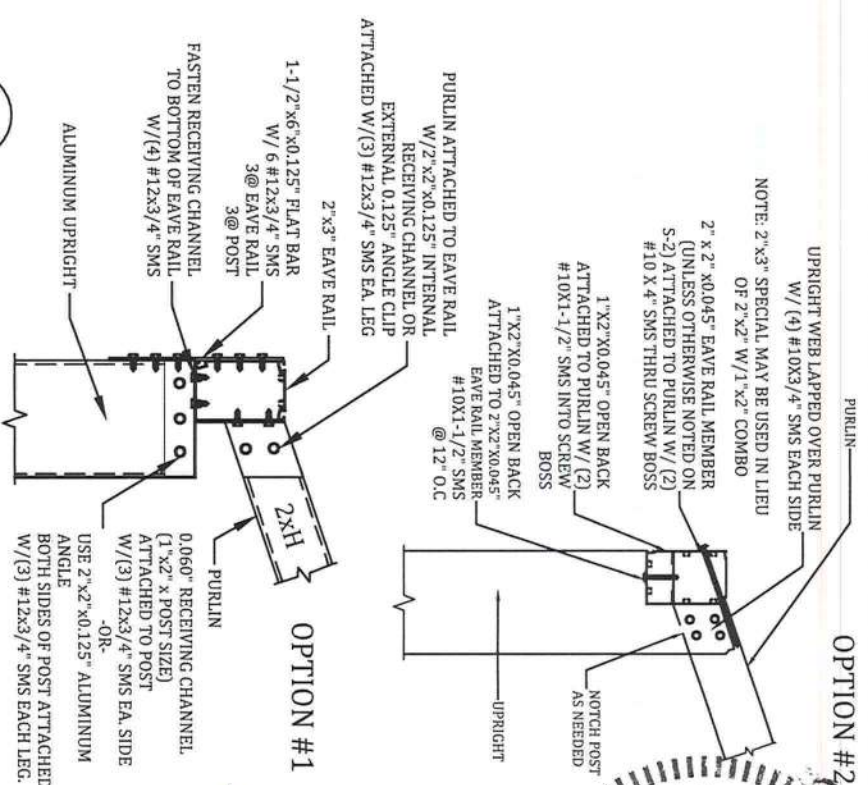 OPTION #2
PURLIN
UPRIGHT WEB LAPPED OVER PURLIN
W/ (4) #10X3/4" SMS EACH SIDE
NOTE: 2"x3" SPECIAL MAY BE USED IN LIEU
OF 2"x2" W/1"x2" COMBO
2" x 2" x0.045" EAVE RAIL MEMBER
(UNLESS OTHERWISE NOTED ON
S-2) ATTACHED TO PURLIN W/ (2)
#10 X 4" SMS THRU SCREW BOSS
1"X2"X0.045" OPEN BACK
ATTACHED TO PURLIN W/ (2)
#10X1-1/2" SMS INTO SCREW
BOSS
1"X2"X0.045" OPEN BACK
ATTACHED TO 2"X2"X0.045"
EAVE RAIL MEMBER
#10X1-1/2" SMS
@ 12" O.C
NOTCH POST
AS NEEDED
UPRIGHT
OPTION #1
PURLIN ATTACHED TO EAVE RAIL
W/2"x2"x0.125" INTERNAL
RECEIVING CHANNEL OR
EXTERNAL 0.125" ANGLE CLIP
ATTACHED W/(3) #12x3/4" SMS EA. LEG
2"x3" EAVE RAIL
1-1/2"x6"x0.125" FLAT BAR
W/ 6 #12x3/4" SMS
3@ EAVE RAIL
3@ POST
FASTEN RECEIVING CHANNEL
TO BOTTOM OF EAVE RAIL
W/(4) #12x3/4" SMS
ALUMINUM UPRIGHT
2xH
PURLIN
0.060" RECEIVING CHANNEL
(1"x2" x POST SIZE)
ATTACHED TO POST
W/(3) #12x3/4" SMS EA. SIDE
-OR-
USE 2"x2"x0.125" ALUMINUM
ANGLE
BOTH SIDES OF POST ATTACHED
W/(3) #12x3/4" SMS EACH LEG.